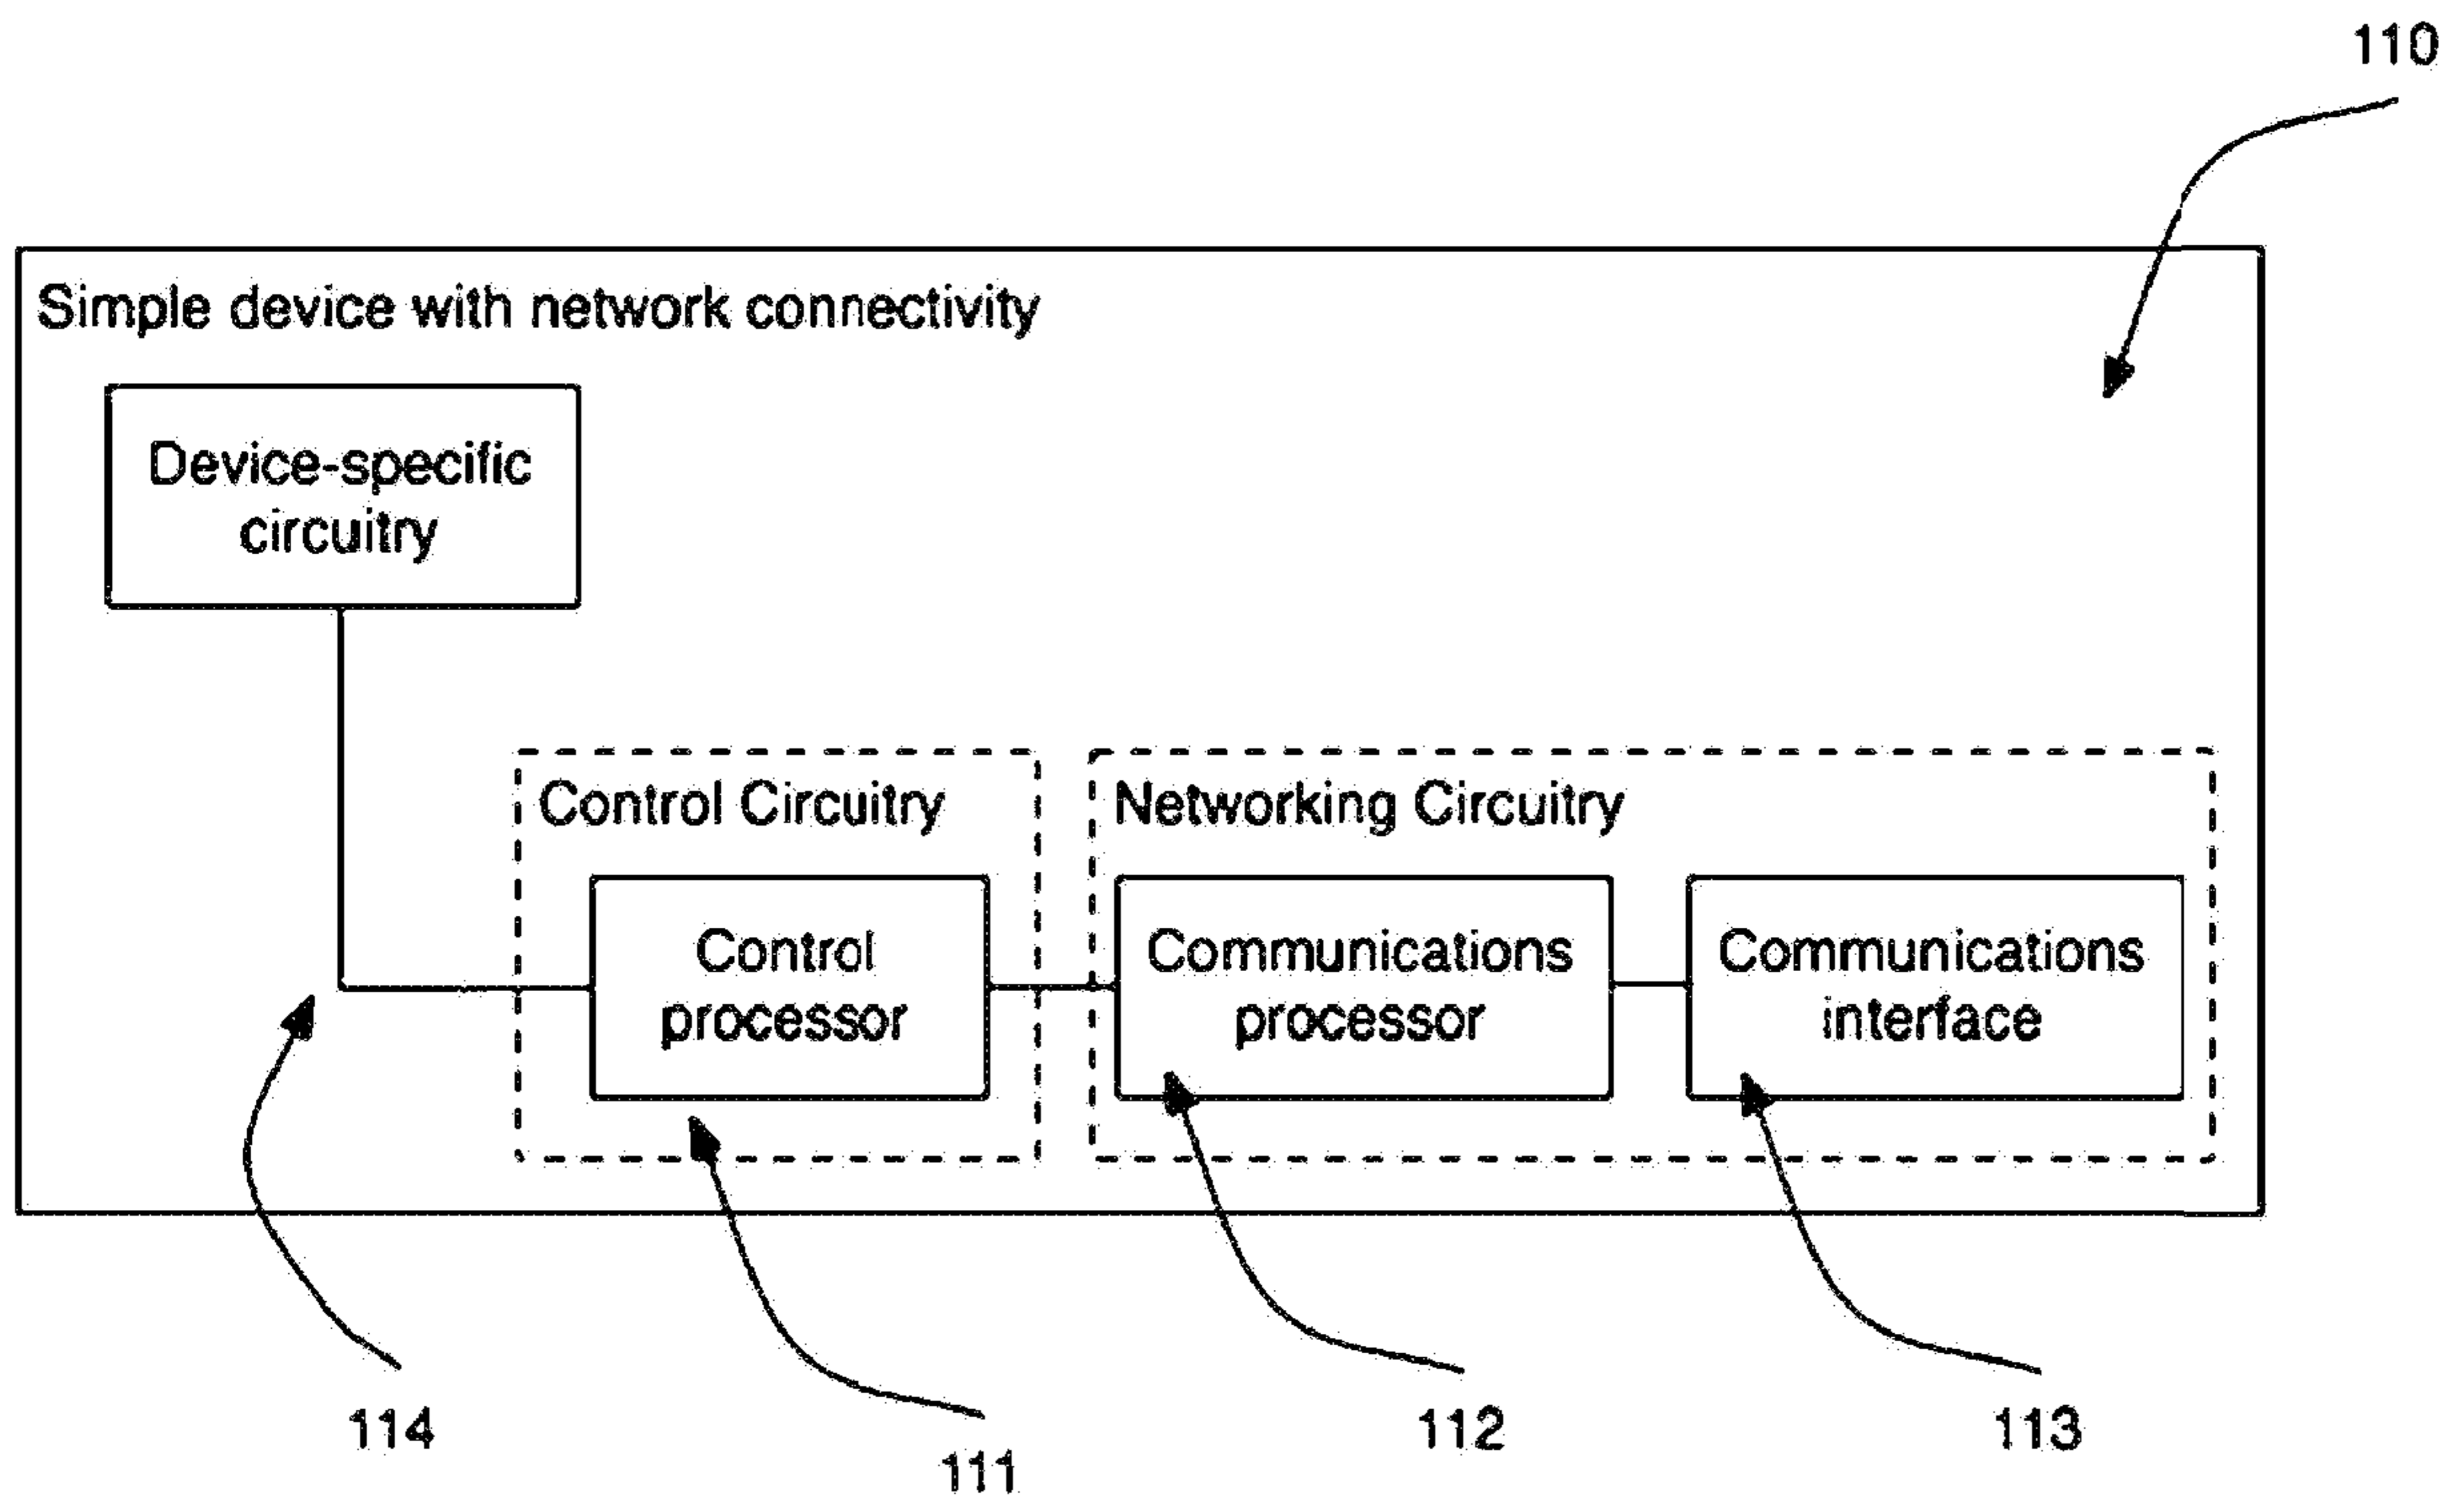 110
Simple device with network connectivity
Device-specific
circuitry
Control Circuitry
Networking Circuitry
Control
processor
Communications
processor
Communications
interface
114
111
112
113